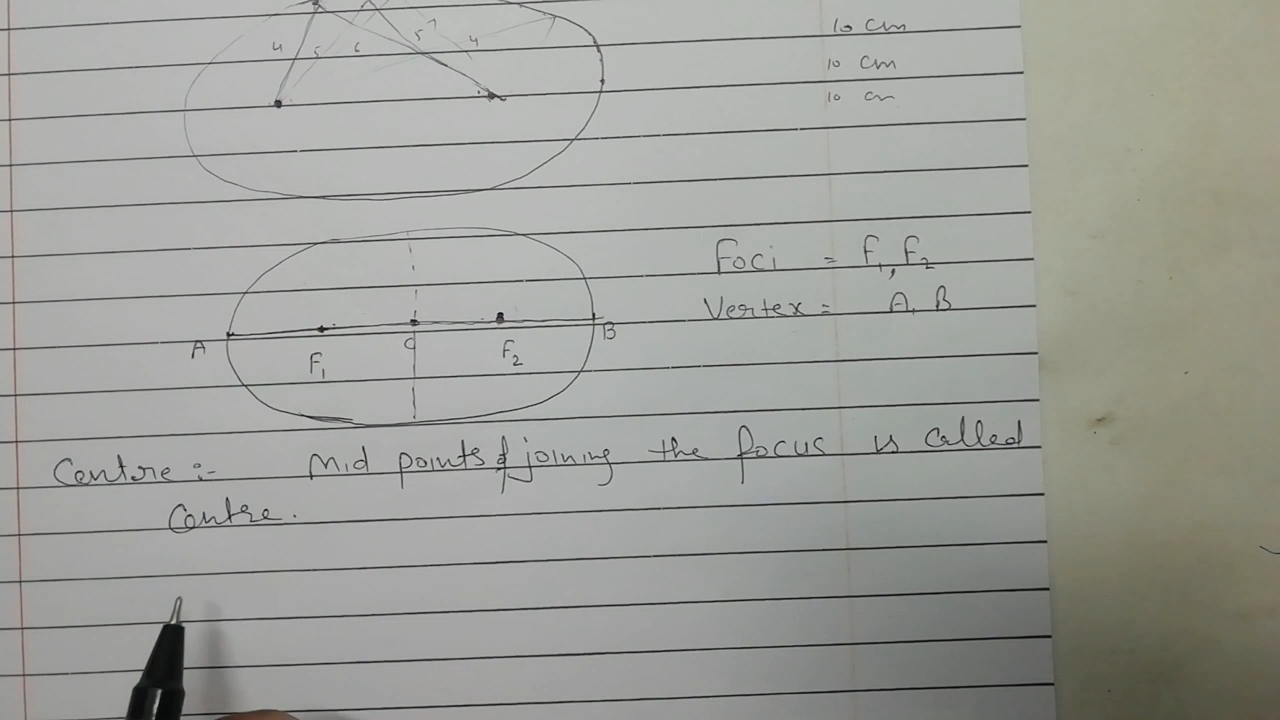 10 cm
4 5 6 5 7 4
10 cm
10 cm
Foci = F1, F2
Vertex = A, B
A F1 C F2 B
Centre :- Mid points of joining the focus is called
Centre.